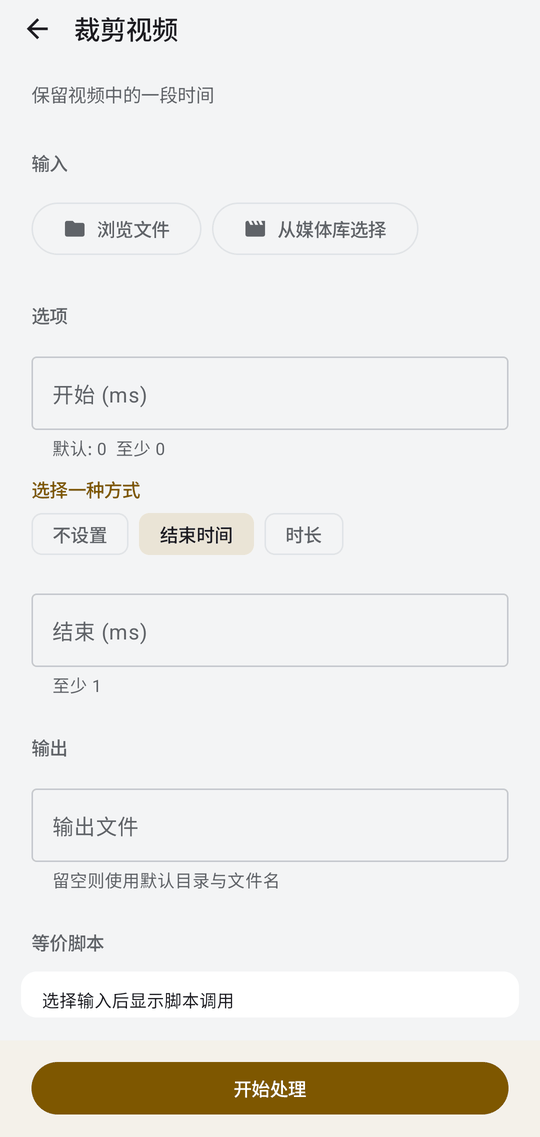 裁剪视频
保留视频中的一段时间
输入
浏览文件
从媒体库选择
选项
开始 (ms)
默认: 0 至少 0
选择一种方式
不设置
结束时间
时长
结束 (ms)
至少 1
输出
输出文件
留空则使用默认目录与文件名
等价脚本
选择输入后显示脚本调用
开始处理